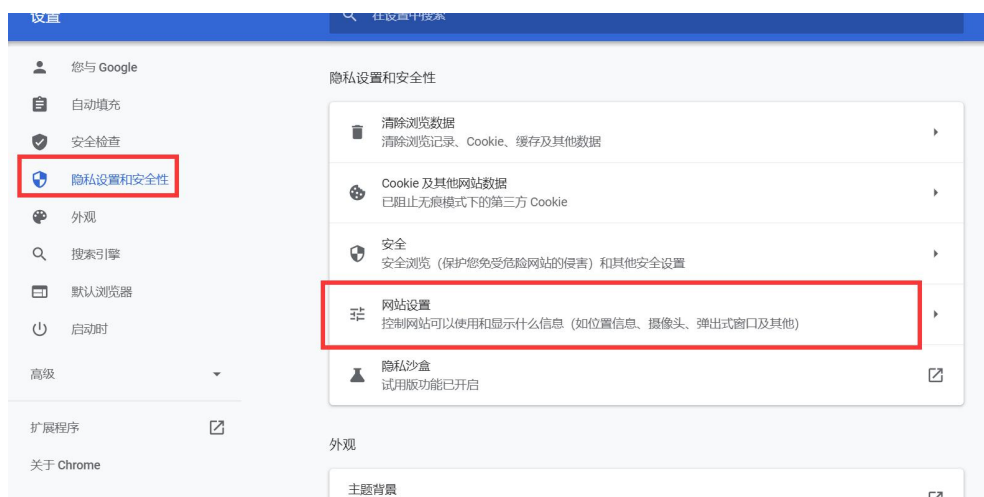 设置
在设置中搜索
您与 Google
自动填充
安全检查
隐私设置和安全性
外观
搜索引擎
默认浏览器
启动时
高级
扩展程序
关于 Chrome
隐私设置和安全性
清除浏览数据
清除浏览记录、Cookie、缓存及其他数据
Cookie 及其他网站数据
已阻止无痕模式下的第三方 Cookie
安全
安全浏览（保护您免受危险网站的侵害）和其他安全设置
网站设置
控制网站可以使用和显示什么信息（如位置信息、摄像头、弹出式窗口及其他）
隐私沙盒
试用版功能已开启
外观
主题背景